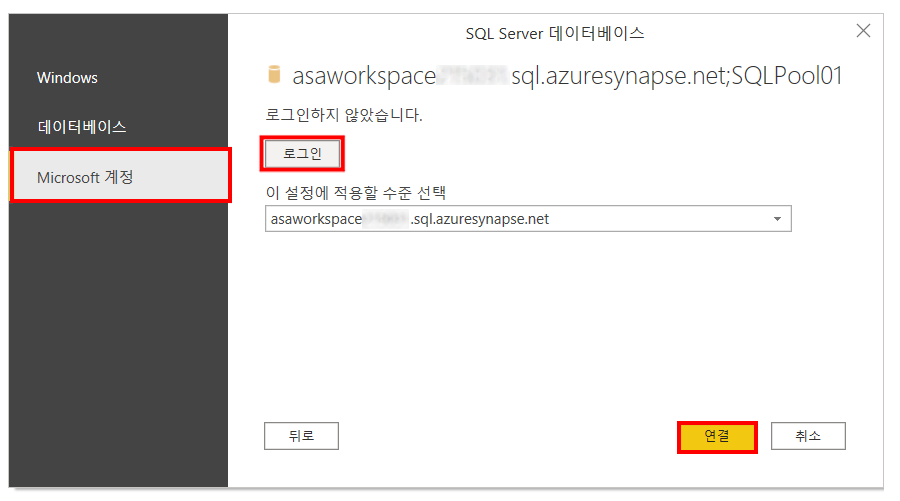 SQL Server 데이터베이스
Windows
데이터베이스
Microsoft 계정
asaworkspace sql.azuresynapse.net;SQLPool01
로그인하지 않았습니다.
로그인
이 설정에 적용할 수준 선택
asaworkspace .sql.azuresynapse.net
뒤로
연결
취소